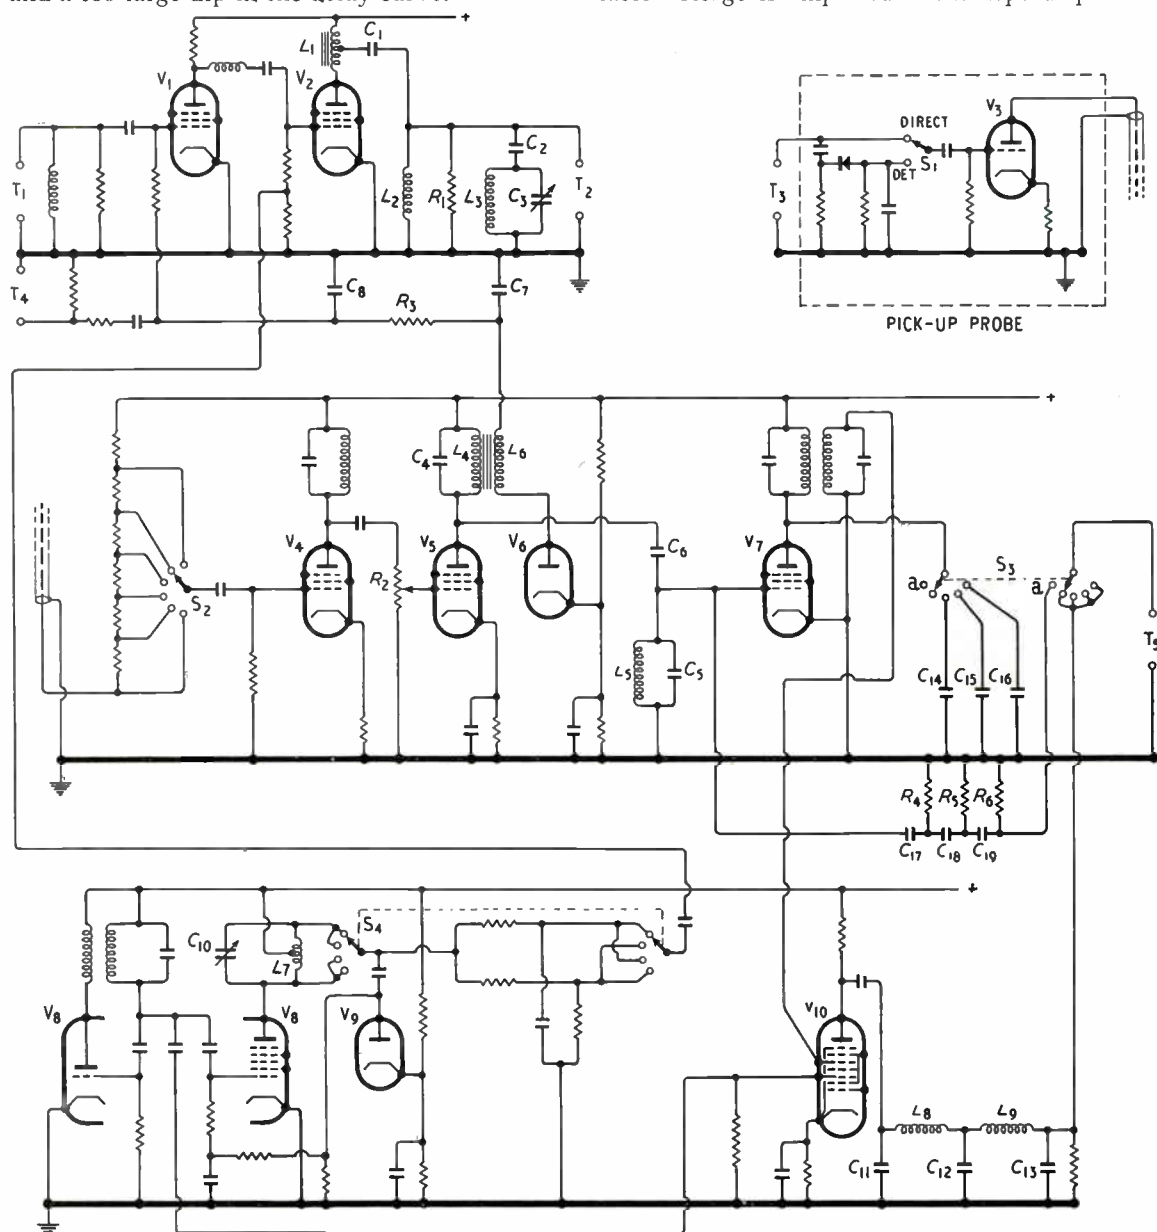 +
L1
C1
V1
V2
V3
DIRECT
S1
DET
T1
L2
R1
L3
C2
C3
T2
T3
T4
C8
R3
C7
PICK-UP PROBE
+
C4
L4
L6
V4
V5
V6
V7
C6
R2
S2
a
S3
a
L5
C5
T5
C14
C15
C16
R4
R5
R6
C17
C18
C19
+
S4
C10
L7
V8
V8
V9
V10
L8
L9
C11
C12
C13